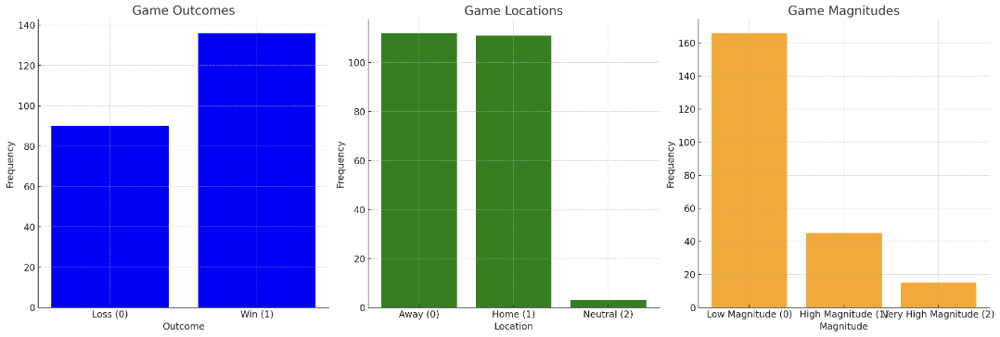 Game Outcomes
140
120
100
80
60
40
20
0
Frequency
Loss (0) Win (1)
Outcome
Game Locations
100
80
60
40
20
0
Frequency
Away (0) Home (1) Neutral (2)
Location
Game Magnitudes
160
140
120
100
80
60
40
20
0
Frequency
Low Magnitude (0) High Magnitude (1) Very High Magnitude (2)
Magnitude